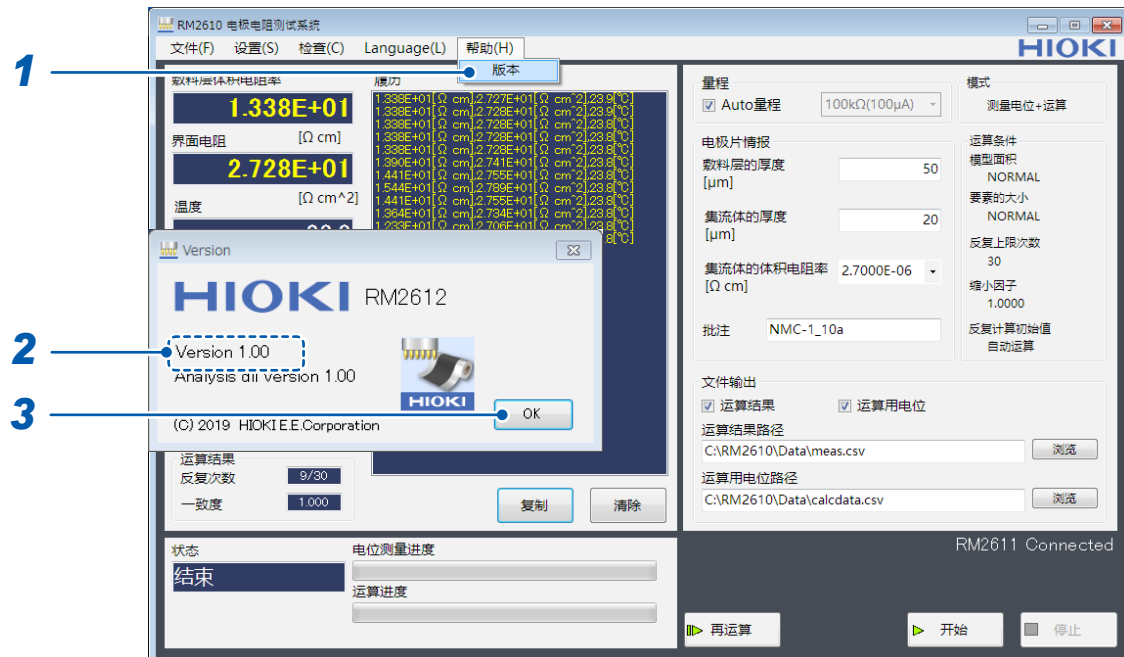 RM2610 电极电阻测试系统
文件(F) 设置(S) 检查(C) Language(L) 帮助(H)
HIOKI
1
版本
敷料层体积电阻率
1.338E+01
[Ω cm]
界面电阻
2.728E+01
[Ω cm^2]
温度
履历
1.338E+01[Ω cm],2.727E+01[Ω cm^2],23.9[℃]
1.338E+01[Ω cm],2.728E+01[Ω cm^2],23.9[℃]
1.338E+01[Ω cm],2.728E+01[Ω cm^2],23.8[℃]
1.338E+01[Ω cm],2.728E+01[Ω cm^2],23.8[℃]
1.338E+01[Ω cm],2.728E+01[Ω cm^2],23.8[℃]
1.390E+01[Ω cm],2.741E+01[Ω cm^2],23.8[℃]
1.441E+01[Ω cm],2.755E+01[Ω cm^2],23.8[℃]
1.544E+01[Ω cm],2.789E+01[Ω cm^2],23.8[℃]
1.441E+01[Ω cm],2.755E+01[Ω cm^2],23.8[℃]
1.364E+01[Ω cm],2.734E+01[Ω cm^2],23.8[℃]
1.233E+01[Ω cm],2.706E+01[Ω cm^2],23.8[℃]
.8[℃]
Version
HIOKI RM2612
2
Version 1.00
Analysis dll version 1.00
HIOKI
3
OK
(C) 2019 HIOKI E.E.Corporation
运算结果
反复次数 9/30
一致度 1.000
复制 清除
状态
结束
电位测量进度
运算进度
量程
Auto量程 100kΩ(100μA)
电极片情报
敷料层的厚度
[μm]
50
集流体的厚度
[μm]
20
集流体的体积电阻率
[Ω cm]
2.7000E-06
批注 NMC-1_10a
模式
测量电位+运算
运算条件
模型面积
NORMAL
要素的大小
NORMAL
反复上限次数
30
缩小因子
1.0000
反复计算初始值
自动运算
文件输出
运算结果 运算用电位
运算结果路径
C:\RM2610\Data\meas.csv 浏览
运算用电位路径
C:\RM2610\Data\calcdata.csv 浏览
RM2611 Connected
再运算 开始 停止